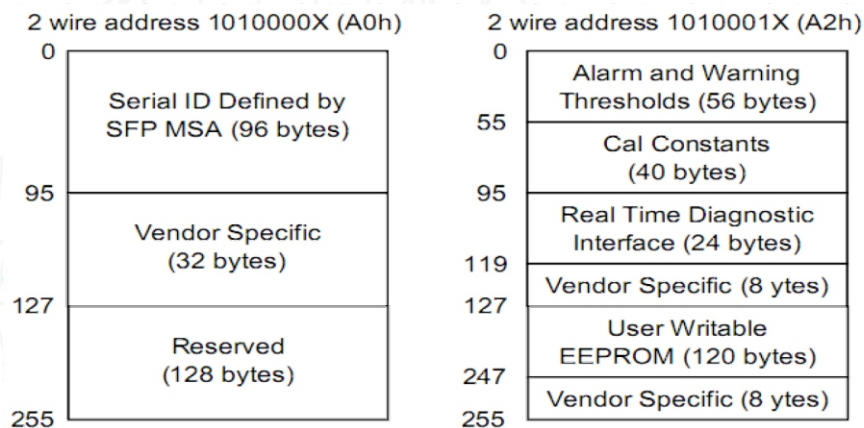 2 wire address 1010000X (A0h)
0
Serial ID Defined by
SFP MSA (96 bytes)
95
Vendor Specific
(32 bytes)
127
Reserved
(128 bytes)
255
2 wire address 1010001X (A2h)
0
Alarm and Warning
Thresholds (56 bytes)
55
Cal Constants
(40 bytes)
95
Real Time Diagnostic
Interface (24 bytes)
119
Vendor Specific (8 ytes)
127
User Writable
EEPROM (120 bytes)
247
Vendor Specific (8 ytes)
255